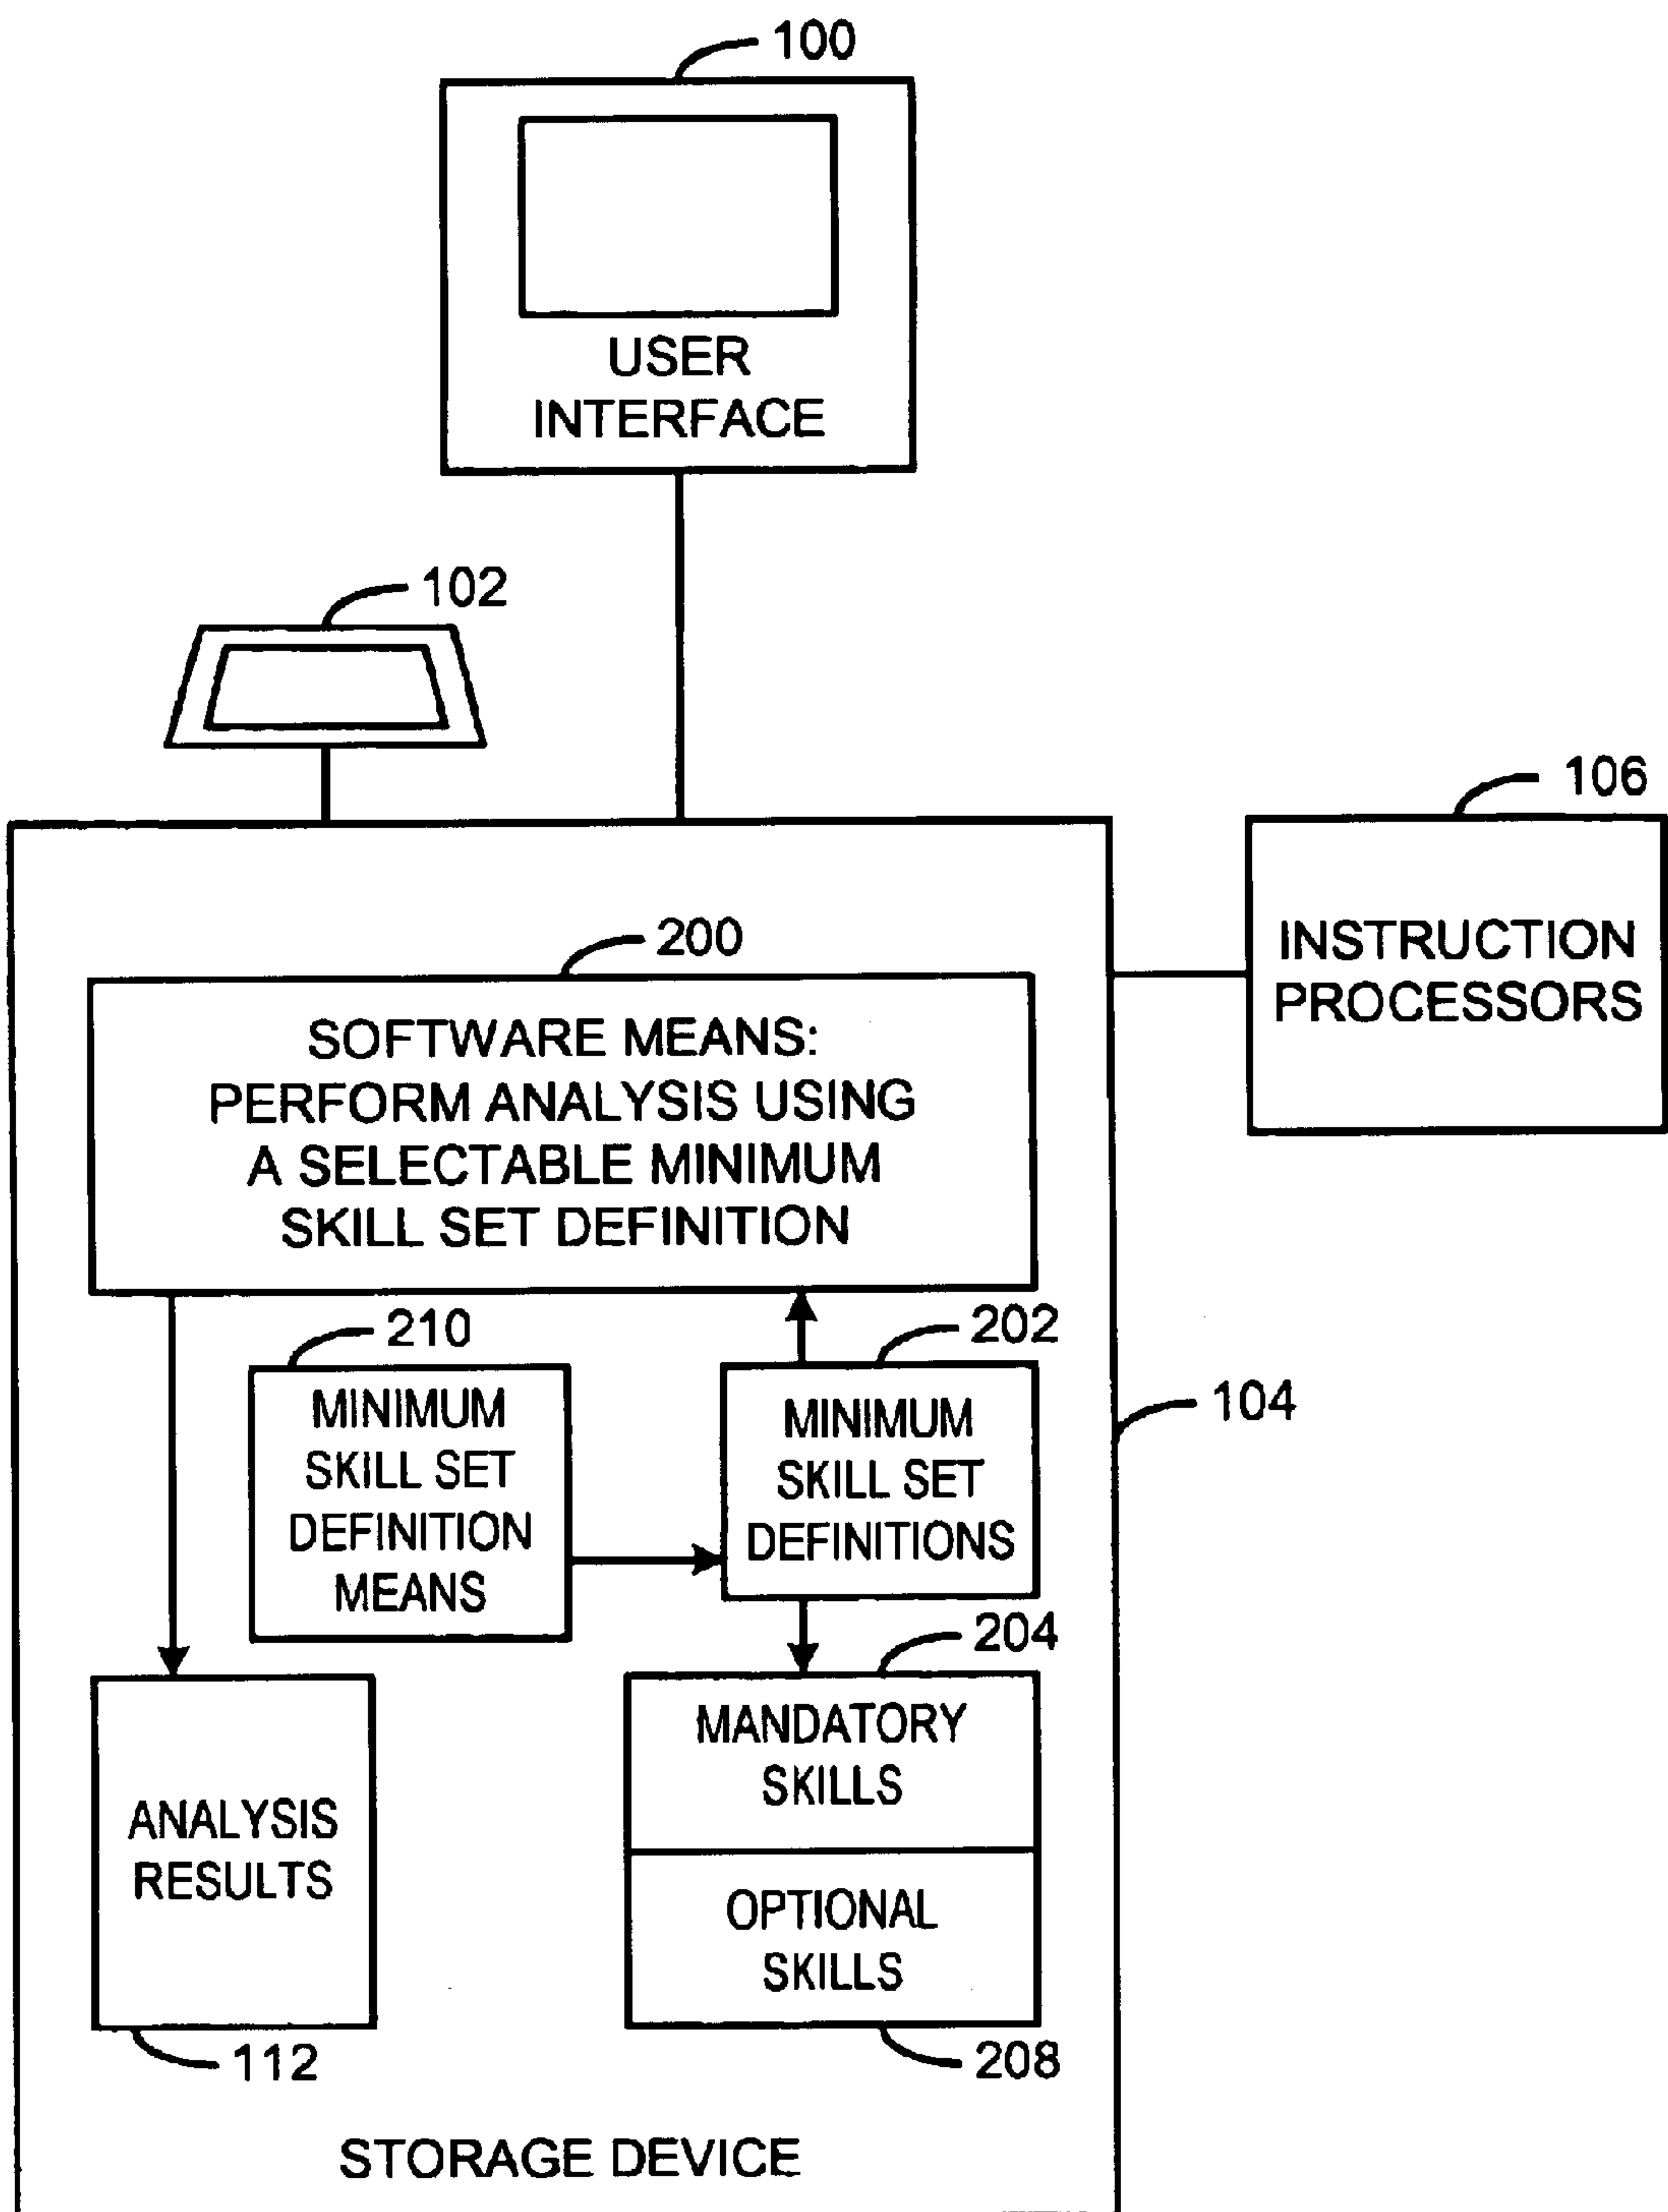 100
USER
INTERFACE
102
106
INSTRUCTION
PROCESSORS
200
SOFTWARE MEANS:
PERFORM ANALYSIS USING
A SELECTABLE MINIMUM
SKILL SET DEFINITION
210
MINIMUM
SKILL SET
DEFINITION
MEANS
202
MINIMUM
SKILL SET
DEFINITIONS
104
204
MANDATORY
SKILLS
OPTIONAL
SKILLS
208
ANALYSIS
RESULTS
112
STORAGE DEVICE